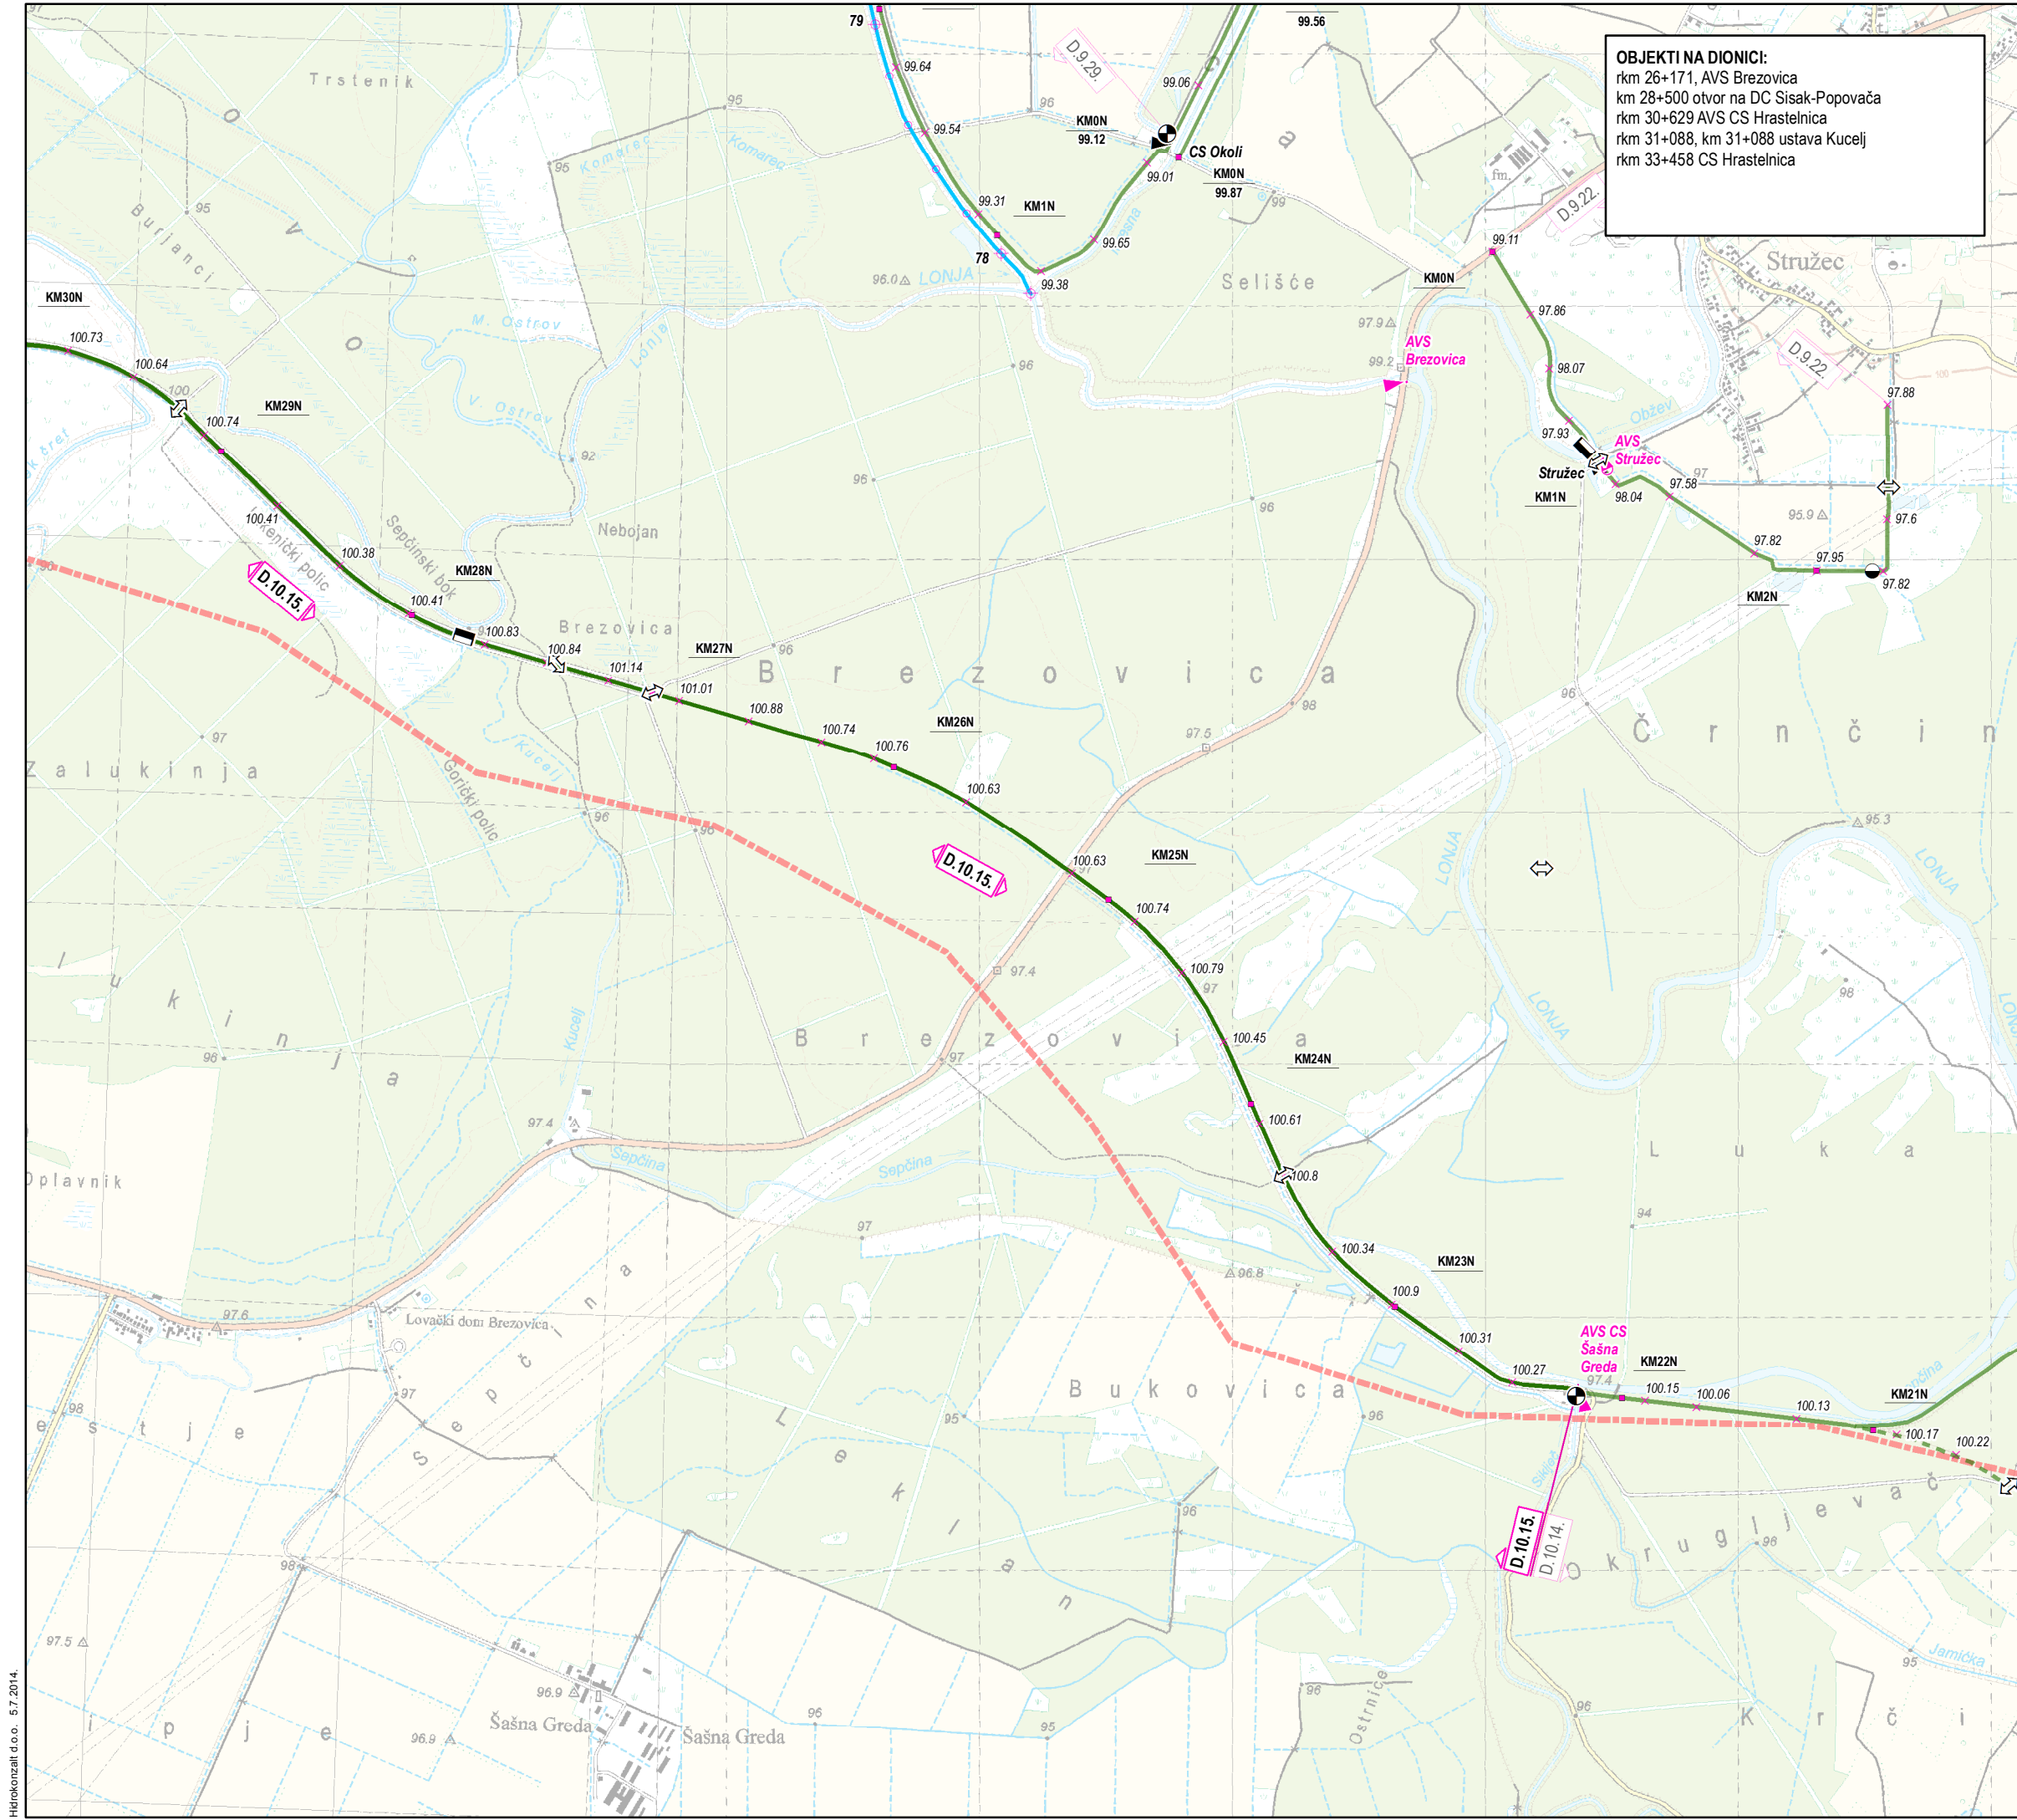 OBJEKTI NA DIONICI:
rkm 26+171, AVS Brezovica
km 28+500 otvor na DC Sisak-Popovača
rkm 30+629 AVS CS Hrastelnica
rkm 31+088, km 31+088 ustava Kucelj
rkm 33+458 CS Hrastelnica
79
99.56
D.9.29.
99.64
99.06
Trstenik
96
95
KM0N
99.12
99.54
Komarec
Komarec
CS Okoli
fm.
99.01
KM0N
99.87
99
D.9.22.
95
Burjanci
95
99.31
KM1N
99.65
78
99.11
Stružec
96.0
LONJA
99.38
Selišće
KM0N
KM30N
M. Ostrov
97.86
97.9
100.73
Lonja
AVS
Brezovica
99.2
D.9.22.
100.64
96
98.07
100
KM29N
V. Ostrov
Obžev
97.88
100.74
97.93
AVS
Stružec
92
Stružec
97
96
96
97.58
KM1N
98.04
100.41
95.9
97.6
Nebojan
Sepčinski bok
97.82
97.95
100.38
KM28N
97.82
D.10.15.
KM2N
100.41
Brezovica
100.83
KM27N
96
100.84
101.14
B r e z o v i c a
101.01
96
98
100.88
KM26N
97.5
Č r n č i n
100.74
97
100.76
Zalukinja
Kucelj
Gorički polic
100.63
96
96
95.3
LONJA
KM25N
100.63
97
LONJA
D.10.15.
100.74
97.4
100.79
97
98
LONJA
Kucelj
100.45
B r e z o v i c a
96
97
KM24N
l u k i n j a
97.4
100.61
Sepčina
Sepčina
L u k a
100.8
Oplavnik
94
97
100.34
KM23N
96.8
100.9
97.6
Lovački dom Brezovica
100.31
AVS CS
Šašna
Greda
KM22N
100.27
97.4
100.15
100.06
KM21N
97
Bukovica
100.13
98
95
96
100.17
100.22
e s t j e
S e p č i n a
L e k l a n
D.10.15.
D.10.14.
Okrugljevač
96
96
98
97.5
95
Jamička
96.9
96
Ostrnice
96
Šašna Greda
Šašna Greda
96
95
96.9
i p j e
K r č i
Hidrokonzalt d.o.o. 5.7.2014.